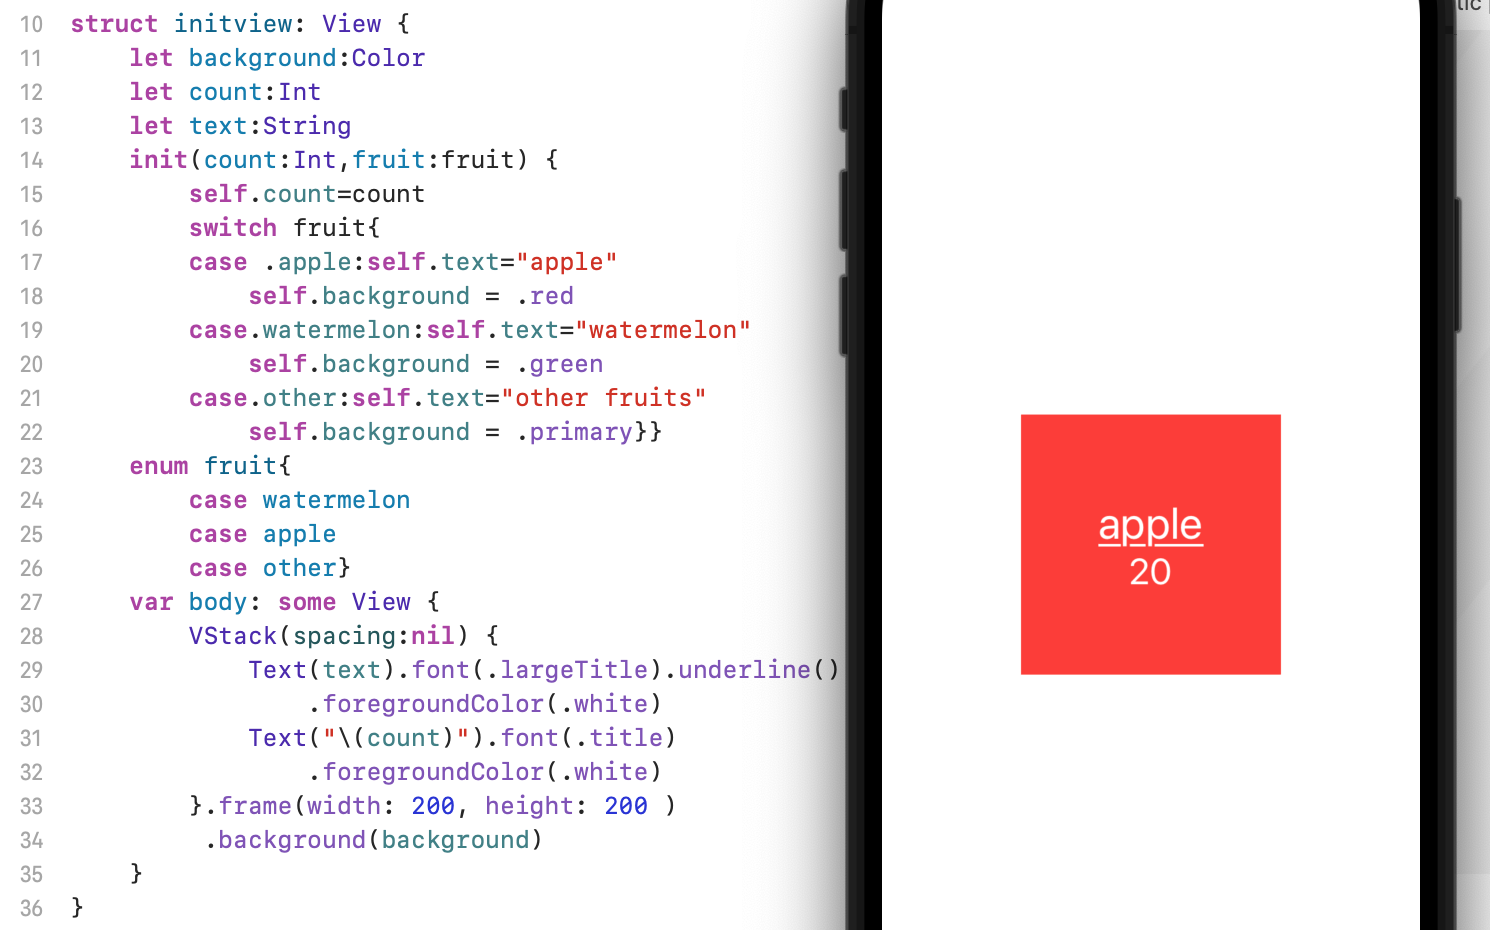 10 struct initview: View {
11     let background:Color
12     let count:Int
13     let text:String
14     init(count:Int,fruit:fruit) {
15         self.count=count
16         switch fruit{
17         case .apple:self.text="apple"
18             self.background = .red
19         case.watermelon:self.text="watermelon"
20             self.background = .green
21         case.other:self.text="other fruits"
22             self.background = .primary}}
23     enum fruit{
24         case watermelon
25         case apple
26         case other}
27     var body: some View {
28         VStack(spacing:nil) {
29             Text(text).font(.largeTitle).underline()
30                 .foregroundColor(.white)
31             Text("\(count)").font(.title)
32                 .foregroundColor(.white)
33         }.frame(width: 200, height: 200 )
34          .background(background)
35     }
36 }
apple
20